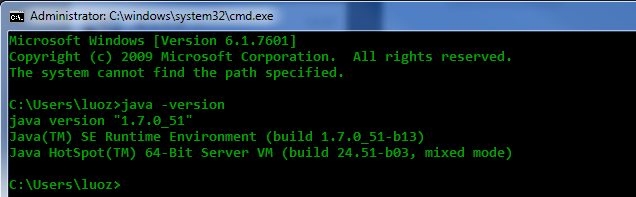 Administrator: C:\windows\system32\cmd.exe
Microsoft Windows [Version 6.1.7601]
Copyright (c) 2009 Microsoft Corporation.  All rights reserved.
The system cannot find the path specified.
C:\Users\luoz>java -version
java version "1.7.0_51"
Java(TM) SE Runtime Environment (build 1.7.0_51-b13)
Java HotSpot(TM) 64-Bit Server VM (build 24.51-b03, mixed mode)
C:\Users\luoz>